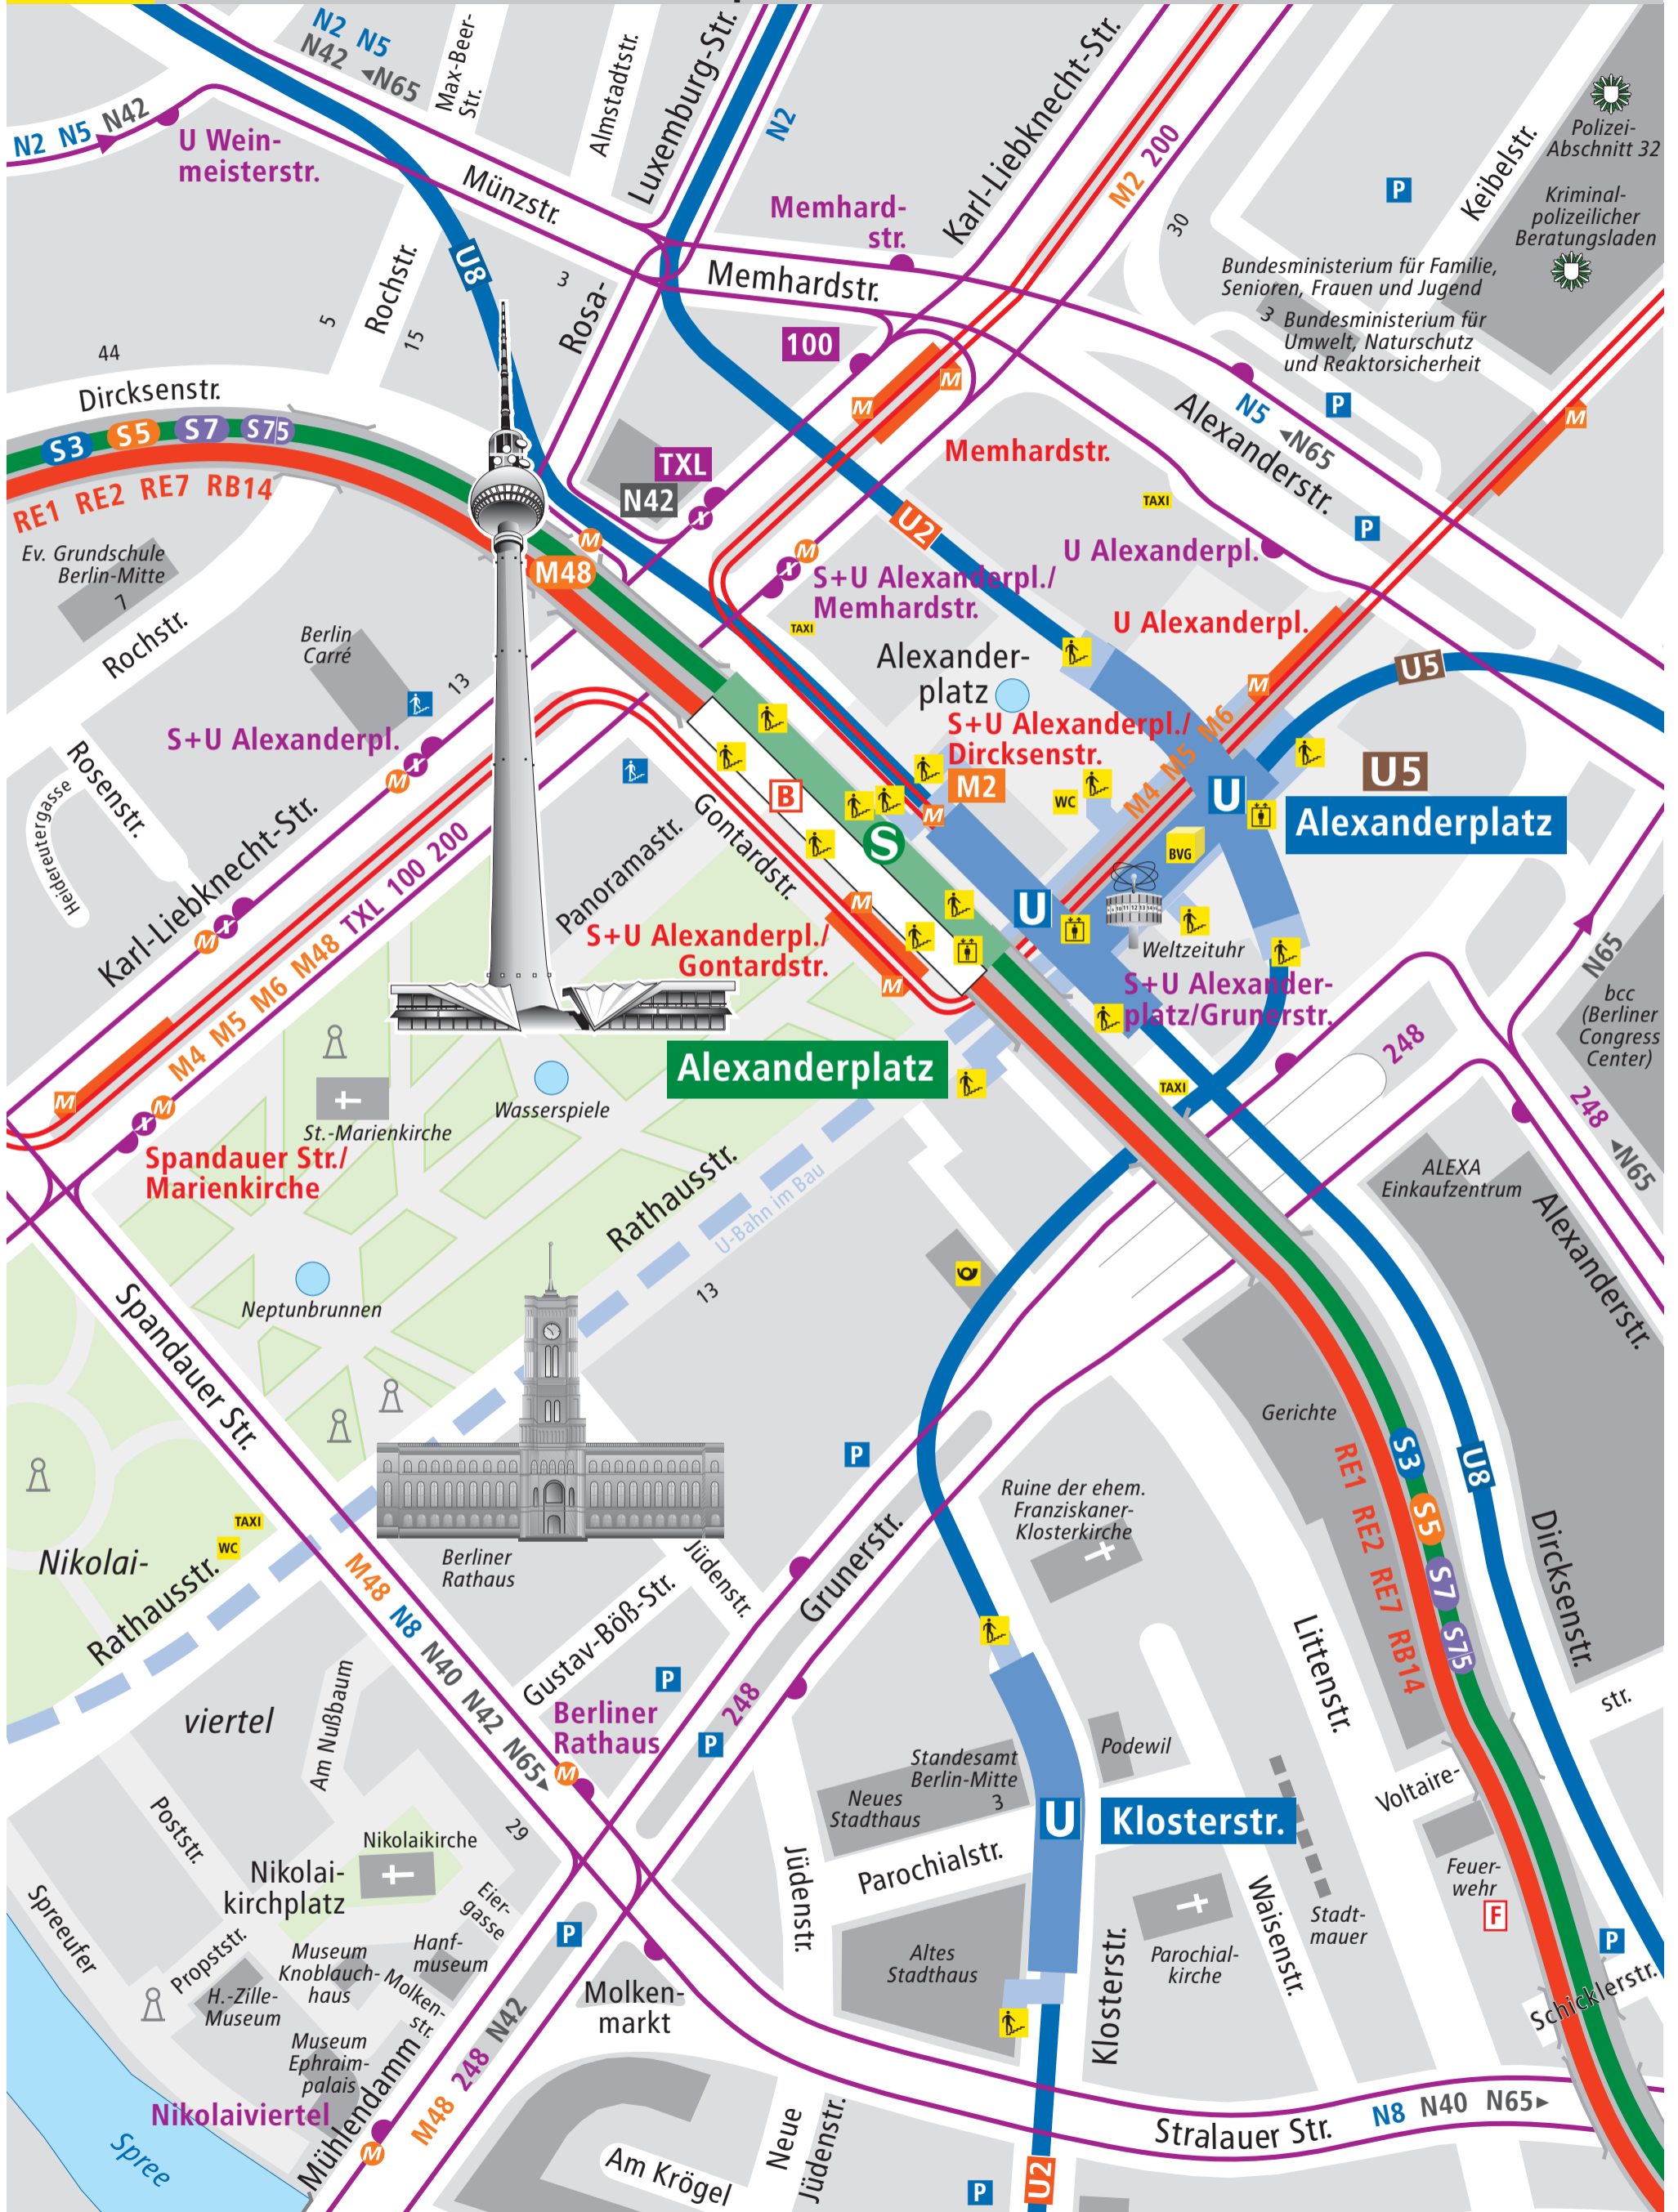 N2 N5
N42 ◄N65
Max-Beer-
Str.
Almstadtstr.
Luxemburg-Str.
N2
Karl-Liebknecht-Str.
M2 200
30
Keibelstr.
Polizei-
Abschnitt 32
Kriminal-
polizeilicher
Beratungsladen
P
N2 N5 N42
U Wein-
meisterstr.
Münzstr.
Memhard-
str.
U8
Rochstr.
3
Rosa-
Memhardstr.
Bundesministerium für Familie,
Senioren, Frauen und Jugend
3 Bundesministerium für
Umwelt, Naturschutz
und Reaktorsicherheit
5
15
44
100
M
M
P
N5 ◄N65
Alexanderstr.
M
Dircksenstr.
S3 S5 S7 S75
RE1 RE2 RE7 RB14
Memhardstr.
TXL
N42
X
TAXI
P
U2
U Alexanderpl.
Ev. Grundschule
Berlin-Mitte
7
M
M48
M
X
S+U Alexanderpl./
Memhardstr.
TAXI
U Alexanderpl.
Rochstr.
Berlin
Carré
13
Alexander-
platz
M
U5
S+U Alexanderpl.
X
M
S+U Alexanderpl./
Dircksenstr.
M2
M
M4 M5 M6
U
U5
Alexanderplatz
WC
BVG
B
S
Rosenstr.
Heidereutergasse
Karl-Liebknecht-Str.
TXL 100 200
Gontardstr.
Panoramastr.
M
U
Weltzeituhr
X
M
S+U Alexanderpl./
Gontardstr.
M
S+U Alexander-
platz/Grunerstr.
N65
bcc
(Berliner
Congress
Center)
M4 M5 M6 M48
Alexanderplatz
TAXI
248
248 ◄N65
M
X
M
Wasserspiele
St.-Marienkirche
Spandauer Str./
Marienkirche
Rathausstr.
U-Bahn im Bau
ALEXA
Einkaufzentrum
Alexanderstr.
13
Neptunbrunnen
Spandauer Str.
Gerichte
P
RE1 RE2 RE7 RB14
S3 S5 S7 S75
U8
Ruine der ehem.
Franziskaner-
Klosterkirche
TAXI
WC
Nikolai-
Rathausstr.
Berliner
Rathaus
Jüdenstr.
Grunerstr.
Dircksenstr.
M48 N8 N40 N42 N65►
Gustav-Böß-Str.
P
Littenstr.
str.
viertel
Am Nußbaum
Berliner
Rathaus
M
248
P
Podewil
Standesamt
Berlin-Mitte
3
Neues
Stadthaus
Voltaire-
U
Klosterstr.
Poststr.
29
Nikolaikirche
Nikolai-
kirchplatz
Eier-
gasse
Parochialstr.
Jüdenstr.
Feuer-
wehr
F
Waisenstr.
Stadt-
mauer
Spreeufer
Propststr.
Museum
Knoblauch-
haus
Hanf-
museum
P
Altes
Stadthaus
Parochial-
kirche
P
H.-Zille-
Museum
Molken-
str.
Molken-
markt
Klosterstr.
Schicklerstr.
Museum
Ephraim-
palais
Nikolaiviertel
M
Mühlendamm
M48 248 N42
Spree
Am Krögel
Neue
Jüdenstr.
Stralauer Str.
N8 N40 N65►
P
U2